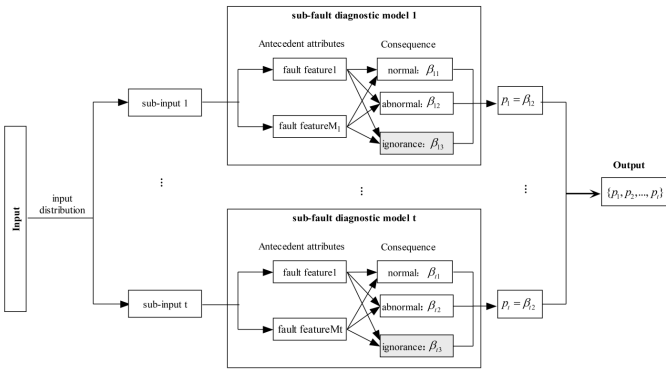 sub-fault diagnostic model 1
Antecedent attributes
Consequence
fault feature1
normal: β11
sub-input 1
abnormal: β12
p1 = β12
fault featureM1
ignorance: β13
⋮
⋮
⋮
Output
{p1, p2,..., pt}
Input
input
distribution
sub-fault diagnostic model t
Antecedent attributes
Consequence
fault feature1
normal: βt1
sub-input t
abnormal: βt2
pt = βt2
fault featureMt
ignorance: βt3